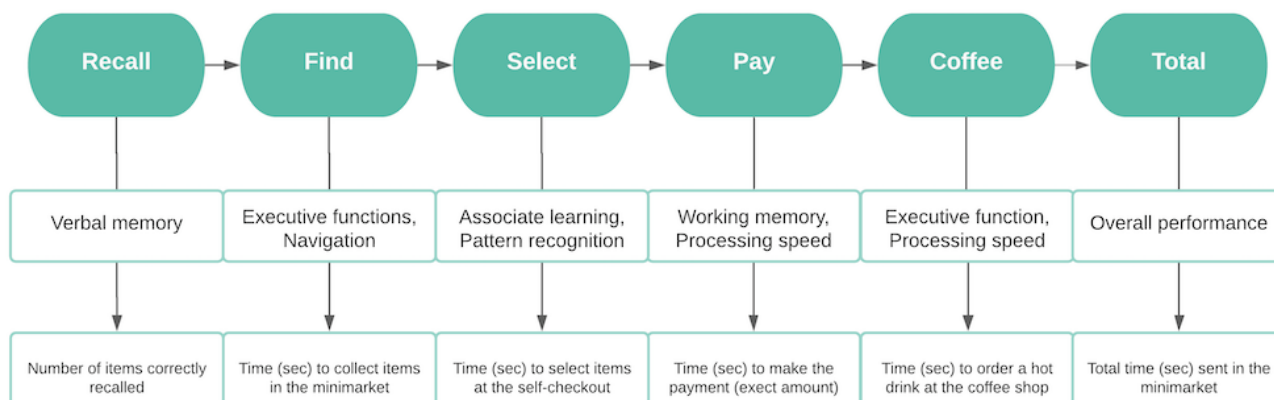 Recall
Find
Select
Pay
Coffee
Total
Verbal memory
Executive functions,
Navigation
Associate learning,
Pattern recognition
Working memory,
Processing speed
Executive function,
Processing speed
Overall performance
Number of items correctly
recalled
Time (sec) to collect items
in the minimarket
Time (sec) to select items
at the self-checkout
Time (sec) to make the
payment (exect amount)
Time (sec) to order a hot
drink at the coffee shop
Total time (sec) sent in the
minimarket